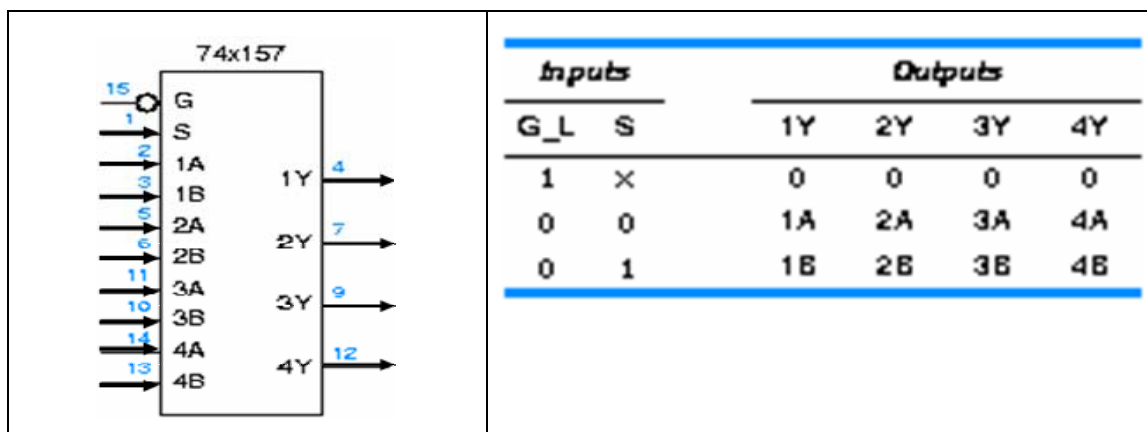 74x157
15
G
1
S
2
1A
3
1B
5
2A
6
2B
11
3A
10
3B
14
4A
13
4B
1Y
4
2Y
7
3Y
9
4Y
12
Inputs Outputs
G_L S 1Y 2Y 3Y 4Y
1 × 0 0 0 0
0 0 1A 2A 3A 4A
0 1 1B 2B 3B 4B